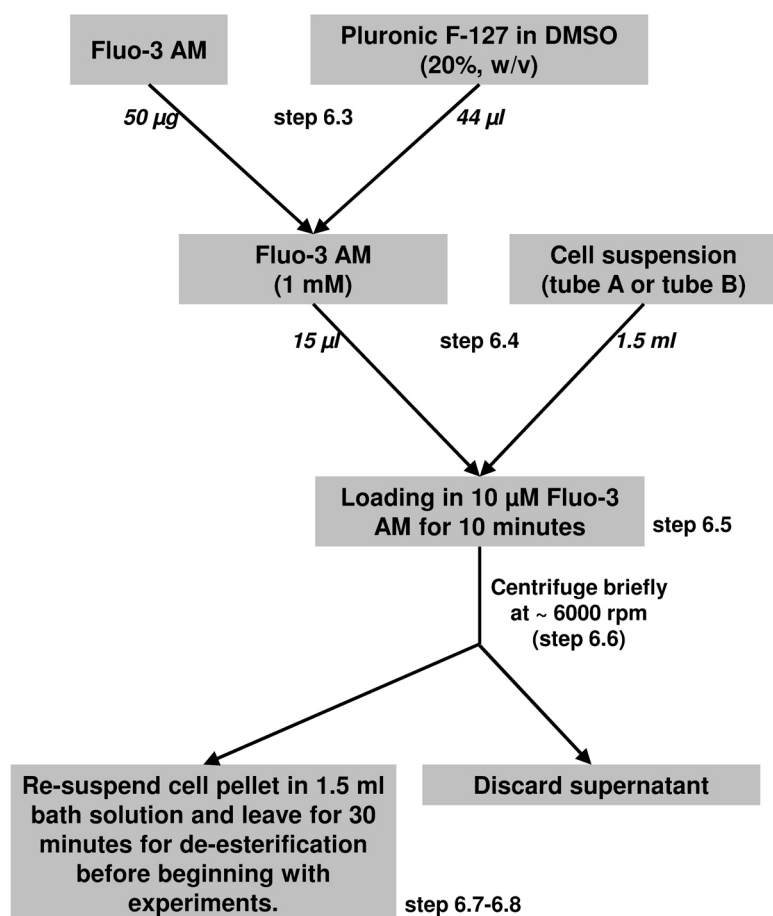 Fluo-3 AM
Pluronic F-127 in DMSO
(20%, w/v)
50 µg
step 6.3
44 µl
Fluo-3 AM
(1 mM)
Cell suspension
(tube A or tube B)
15 µl
step 6.4
1.5 ml
Loading in 10 µM Fluo-3
AM for 10 minutes
step 6.5
Centrifuge briefly
at ~ 6000 rpm
(step 6.6)
Re-suspend cell pellet in 1.5 ml
bath solution and leave for 30
minutes for de-esterification
before beginning with
experiments.
Discard supernatant
step 6.7-6.8